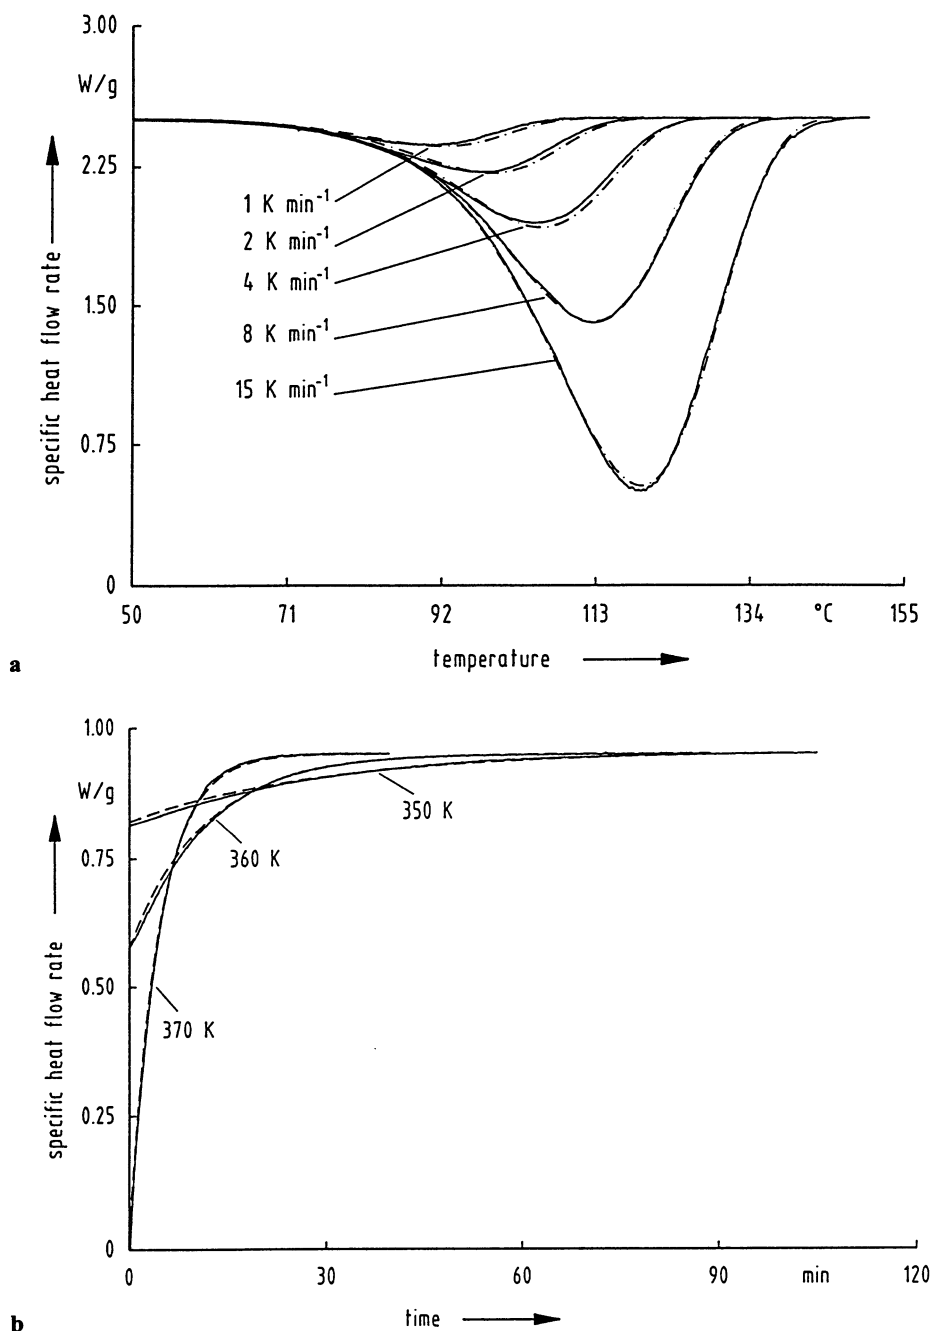 3.00
W/g
2.25
1.50
0.75
0
specific heat flow rate
1 K min⁻¹
2 K min⁻¹
4 K min⁻¹
8 K min⁻¹
15 K min⁻¹
50 71 92 113 134 °C 155
temperature
a
1.00
W/g
0.75
0.50
0.25
0
specific heat flow rate
350 K
360 K
370 K
0 30 60 90 min 120
time
b